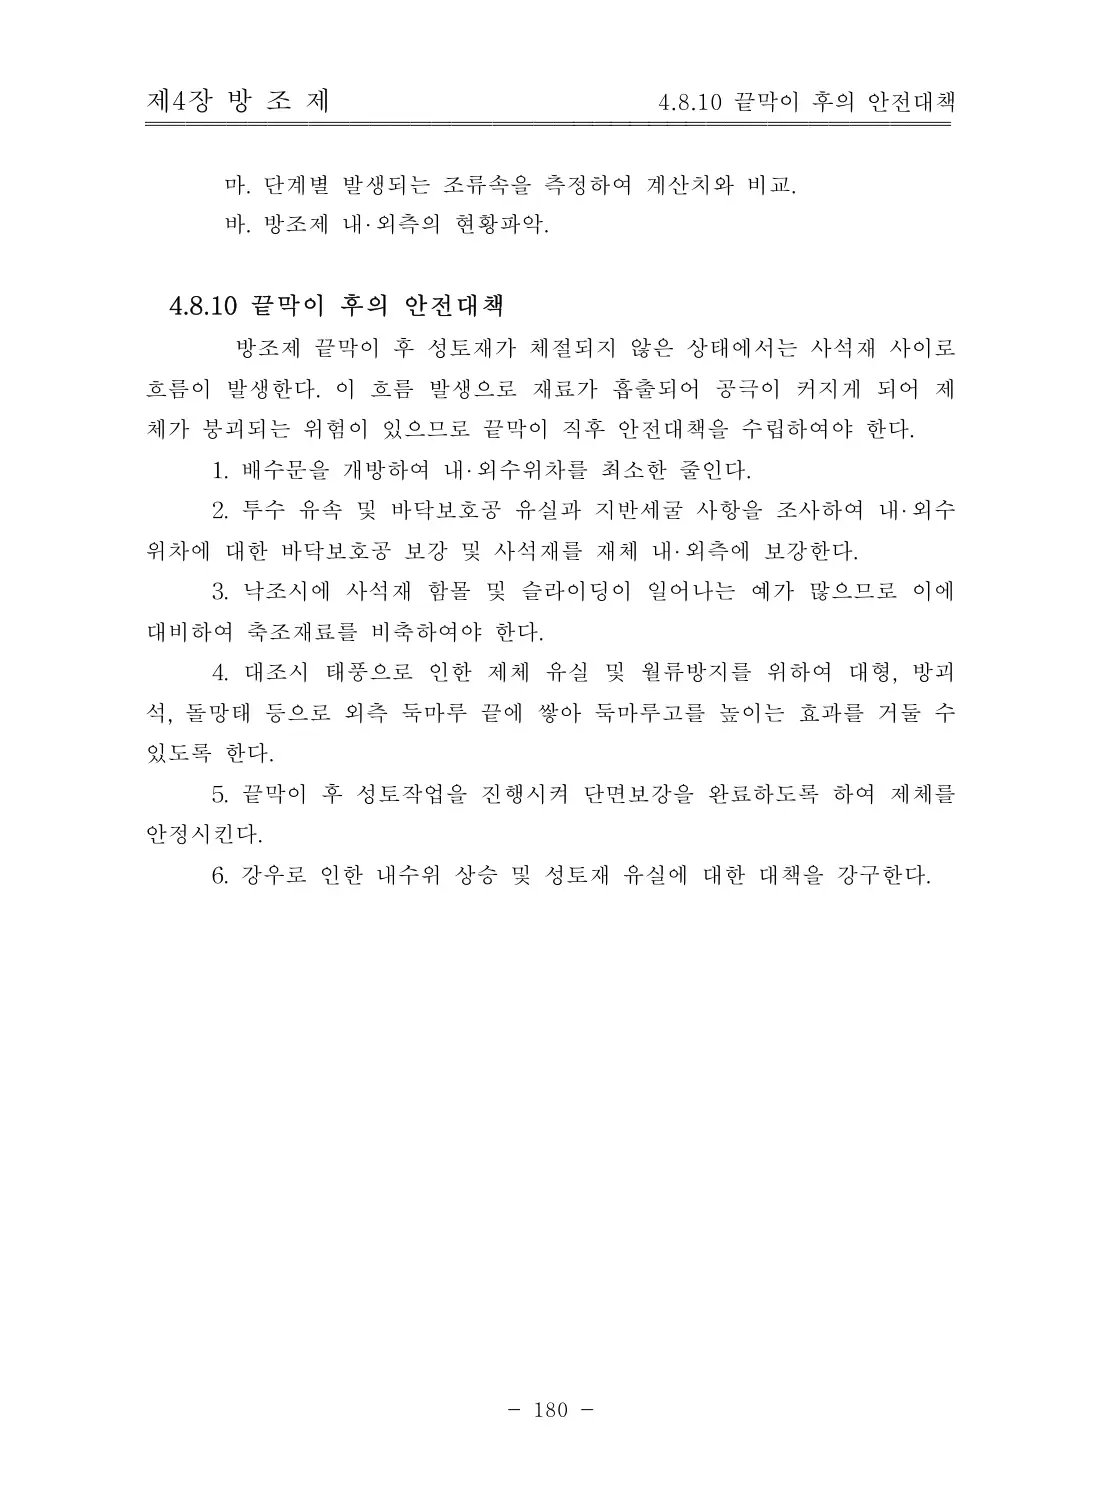 제4장 방 조 제
4.8.10 끝막이 후의 안전대책
마. 단계별 발생되는 조류속을 측정하여 계산치와 비교.
바. 방조제 내·외측의 현황파악.
4.8.10 끝막이 후의 안전대책
방조제 끝막이 후 성토재가 체절되지 않은 상태에서는 사석재 사이로
흐름이 발생한다. 이 흐름 발생으로 재료가 흡출되어 공극이 커지게 되어 제
체가 붕괴되는 위험이 있으므로 끝막이 직후 안전대책을 수립하여야 한다.
1. 배수문을 개방하여 내·외수위차를 최소한 줄인다.
2. 투수 유속 및 바닥보호공 유실과 지반세굴 사항을 조사하여 내·외수
위차에 대한 바닥보호공 보강 및 사석재를 재체 내·외측에 보강한다.
3. 낙조시에 사석재 함몰 및 슬라이딩이 일어나는 예가 많으므로 이에
대비하여 축조재료를 비축하여야 한다.
4. 대조시 태풍으로 인한 제체 유실 및 월류방지를 위하여 대형, 방괴
석, 돌망태 등으로 외측 둑마루 끝에 쌓아 둑마루고를 높이는 효과를 거둘 수
있도록 한다.
5. 끝막이 후 성토작업을 진행시켜 단면보강을 완료하도록 하여 제체를
안정시킨다.
6. 강우로 인한 내수위 상승 및 성토재 유실에 대한 대책을 강구한다.
- 180 -